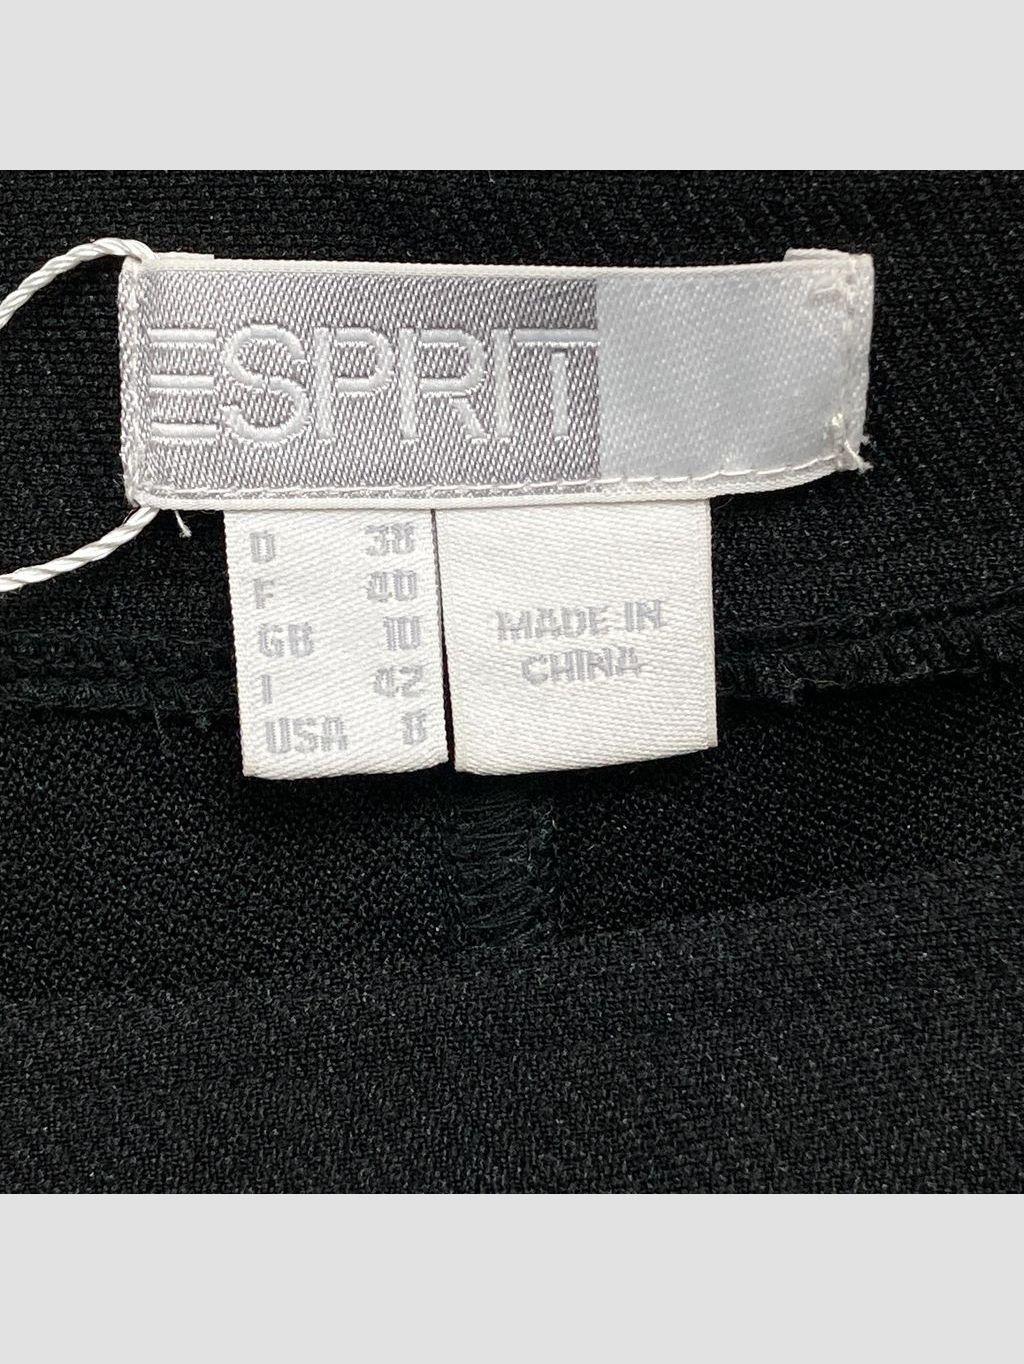 ESPRIT
D 38
F 40
GB 10
I 42
USA 8
MADE IN
CHINA